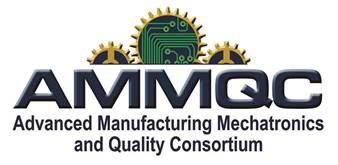 AMMQC
Advanced Manufacturing Mechatronics
and Quality Consortium